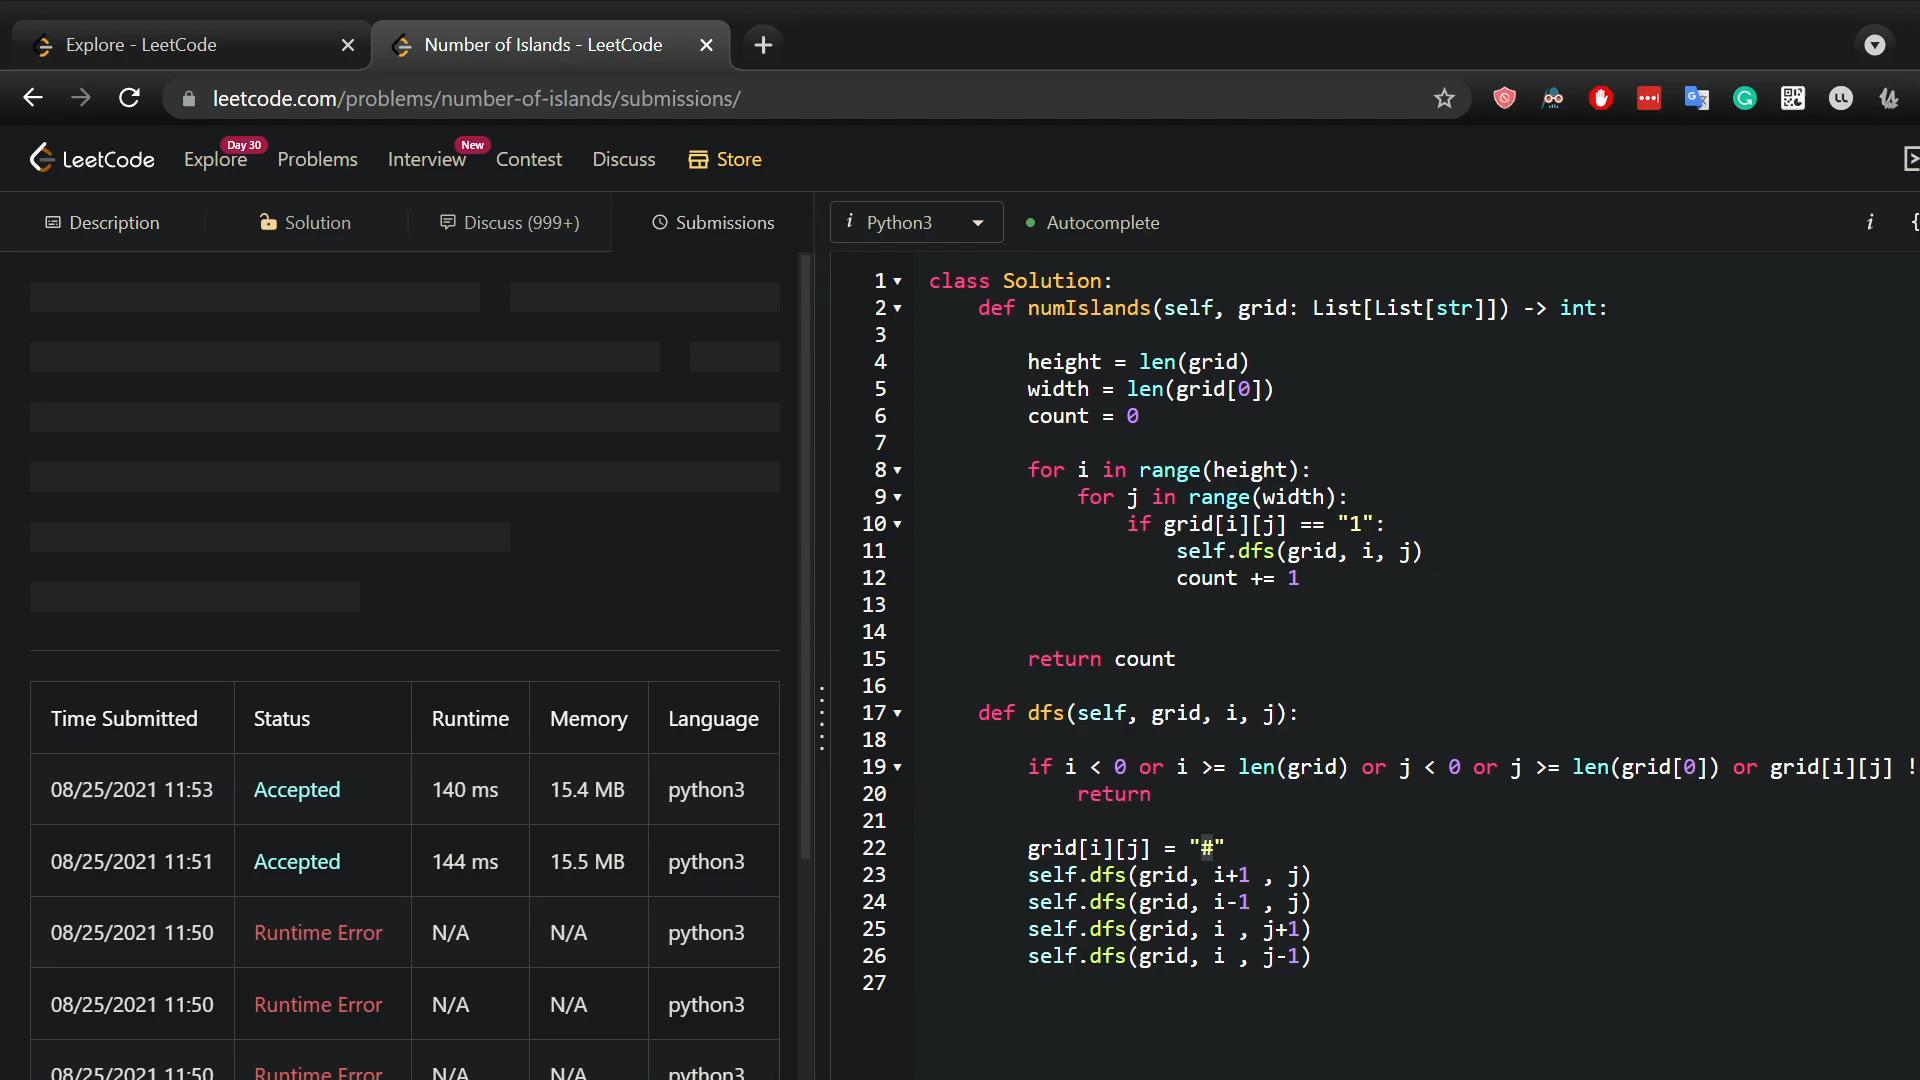 Explore - LeetCode
Number of Islands - LeetCode
leetcode.com/problems/number-of-islands/submissions/
LeetCode Explore Day 30 Problems Interview New Contest Discuss Store
Description Solution Discuss (999+) Submissions
Time Submitted Status Runtime Memory Language
08/25/2021 11:53 Accepted 140 ms 15.4 MB python3
08/25/2021 11:51 Accepted 144 ms 15.5 MB python3
08/25/2021 11:50 Runtime Error N/A N/A python3
08/25/2021 11:50 Runtime Error N/A N/A python3
08/25/2021 11:50 Runtime Error N/A N/A python3
i Python3 Autocomplete i {
1 class Solution:
2 def numIslands(self, grid: List[List[str]]) -> int:
3
4 height = len(grid)
5 width = len(grid[0])
6 count = 0
7
8 for i in range(height):
9 for j in range(width):
10 if grid[i][j] == "1":
11 self.dfs(grid, i, j)
12 count += 1
13
14
15 return count
16
17 def dfs(self, grid, i, j):
18
19 if i < 0 or i >= len(grid) or j < 0 or j >= len(grid[0]) or grid[i][j] !
20 return
21
22 grid[i][j] = "#"
23 self.dfs(grid, i+1 , j)
24 self.dfs(grid, i-1 , j)
25 self.dfs(grid, i , j+1)
26 self.dfs(grid, i , j-1)
27